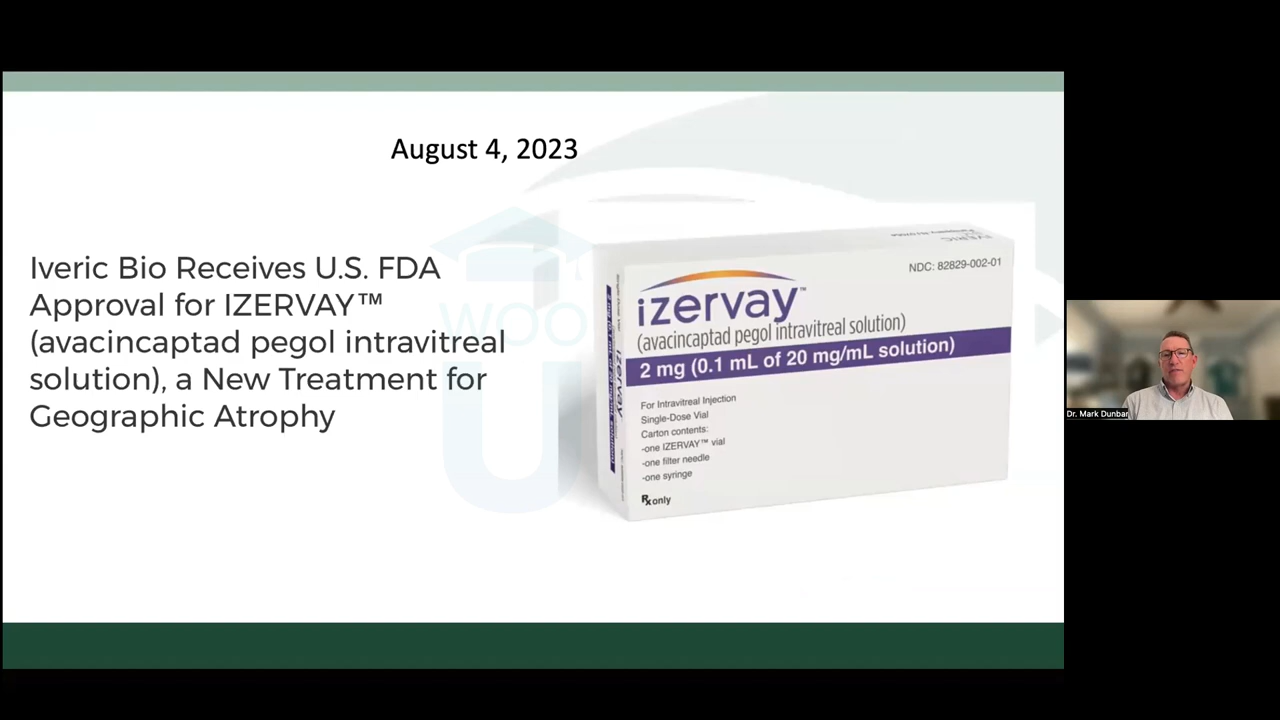 August 4, 2023
Iveric Bio Receives U.S. FDA
Approval for IZERVAY™
(avacincaptad pegol intravitreal
solution), a New Treatment for
Geographic Atrophy
NDC: 82829-002-01
izervay™
(avacincaptad pegol intravitreal solution)
2 mg (0.1 mL of 20 mg/mL solution)
For Intravitreal Injection
Single-Dose Vial
Carton contents:
-one IZERVAY™ vial
-one filter needle
-one syringe
Rx only
izervay
WOO
U
Dr. Mark Dunbar